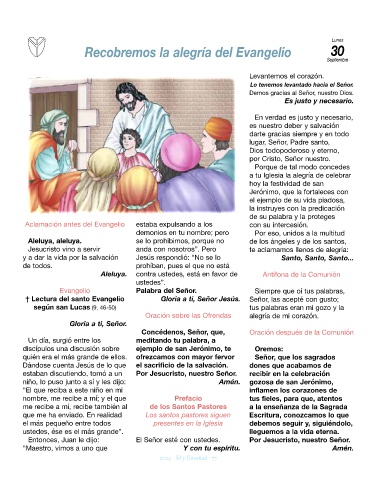 Recobremos la alegría del Evangelio
Lunes
30
Septiembre
Aclamación antes del Evangelio
Aleluya, aleluya.
Jesucristo vino a servir
y a dar la vida por la salvación
de todos.
Aleluya.
Evangelio
† Lectura del santo Evangelio
según san Lucas (9, 46-50)
Gloria a ti, Señor.
Un día, surgió entre los
discípulos una discusión sobre
quién era el más grande de ellos.
Dándose cuenta Jesús de lo que
estaban discutiendo, tomó a un
niño, lo puso junto a sí y les dijo:
“El que reciba a este niño en mi
nombre, me recibe a mí; y el que
me recibe a mí, recibe también al
que me ha enviado. En realidad
el más pequeño entre todos
ustedes, ése es el más grande”.
Entonces, Juan le dijo:
“Maestro, vimos a uno que
estaba expulsando a los
demonios en tu nombre; pero
se lo prohibimos, porque no
anda con nosotros”. Pero
Jesús respondió: “No se lo
prohíban, pues el que no está
contra ustedes, está en favor de
ustedes”.
Palabra del Señor.
Gloria a ti, Señor Jesús.
Oración sobre las Ofrendas
Concédenos, Señor, que,
meditando tu palabra, a
ejemplo de san Jerónimo, te
ofrezcamos con mayor fervor
el sacrificio de la salvación.
Por Jesucristo, nuestro Señor.
Amén.
Prefacio
de los Santos Pastores
Los santos pastores siguen
presentes en la Iglesia
El Señor esté con ustedes.
Y con tu espíritu.
Levantemos el corazón.
Lo tenemos levantado hacia el Señor.
Demos gracias al Señor, nuestro Dios.
Es justo y necesario.
En verdad es justo y necesario,
es nuestro deber y salvación
darte gracias siempre y en todo
lugar, Señor, Padre santo,
Dios todopoderoso y eterno,
por Cristo, Señor nuestro.
Porque de tal modo concedes
a tu Iglesia la alegría de celebrar
hoy la festividad de san
Jerónimo, que la fortaleces con
el ejemplo de su vida piadosa,
la instruyes con la predicación
de su palabra y la proteges
con su intercesión.
Por eso, unidos a la multitud
de los ángeles y de los santos,
te aclamamos llenos de alegría:
Santo, Santo, Santo...
Antífona de la Comunión
Siempre que oí tus palabras,
Señor, las acepté con gusto;
tus palabras eran mi gozo y la
alegría de mi corazón.
Oración después de la Comunión
Oremos:
Señor, que los sagrados
dones que acabamos de
recibir en la celebración
gozosa de san Jerónimo,
inflamen los corazones de
tus fieles, para que, atentos
a la enseñanza de la Sagrada
Escritura, conozcamos lo que
debemos seguir y, siguiéndolo,
lleguemos a la vida eterna.
Por Jesucristo, nuestro Señor.
Amén.